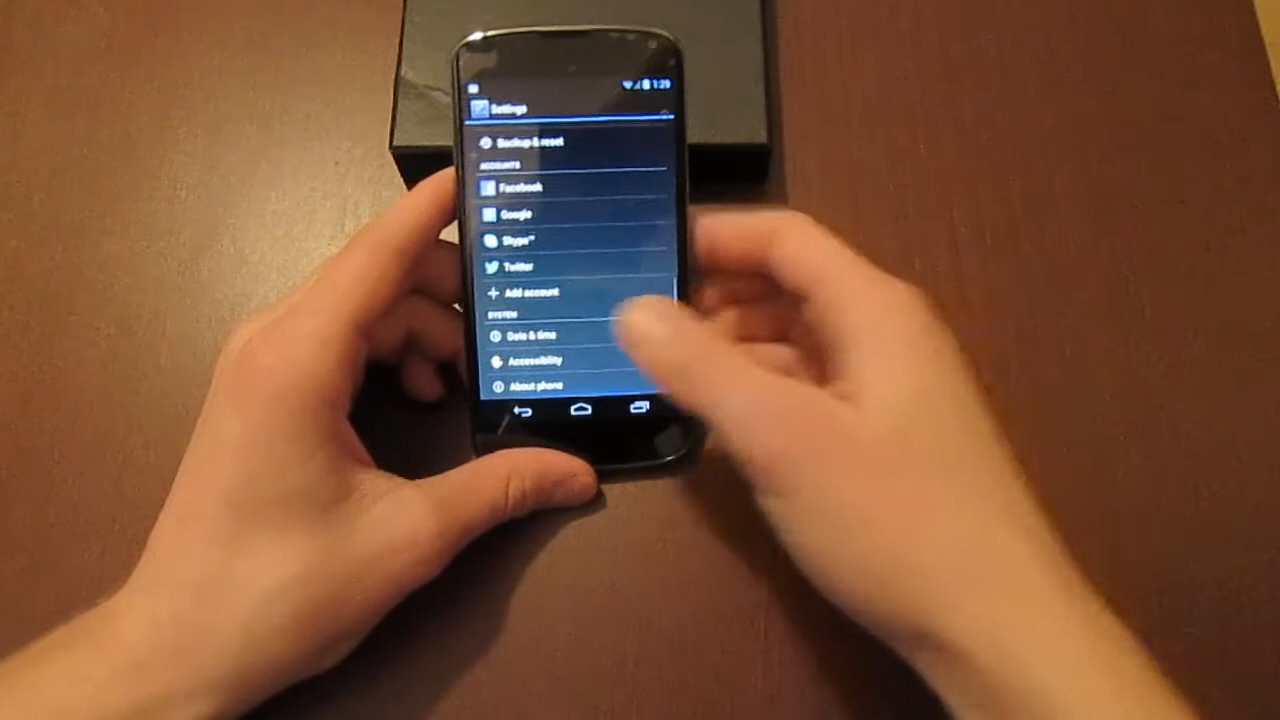 1:29
Settings
Backup & reset
ACCOUNTS
Facebook
Google
Skype™
Twitter
Add account
SYSTEM
Date & time
Accessibility
About phone